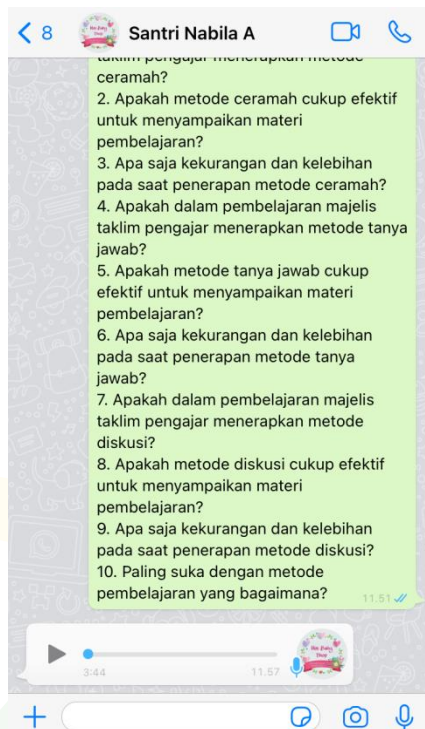 8
Santri Nabila A
taklim pengajar menerapkan metode
ceramah?
2. Apakah metode ceramah cukup efektif
untuk menyampaikan materi
pembelajaran?
3. Apa saja kekurangan dan kelebihan
pada saat penerapan metode ceramah?
4. Apakah dalam pembelajaran majelis
taklim pengajar menerapkan metode tanya
jawab?
5. Apakah metode tanya jawab cukup
efektif untuk menyampaikan materi
pembelajaran?
6. Apa saja kekurangan dan kelebihan
pada saat penerapan metode tanya
jawab?
7. Apakah dalam pembelajaran majelis
taklim pengajar menerapkan metode
diskusi?
8. Apakah metode diskusi cukup efektif
untuk menyampaikan materi
pembelajaran?
9. Apa saja kekurangan dan kelebihan
pada saat penerapan metode diskusi?
10. Paling suka dengan metode
pembelajaran yang bagaimana?
11.51
3:44
11.57